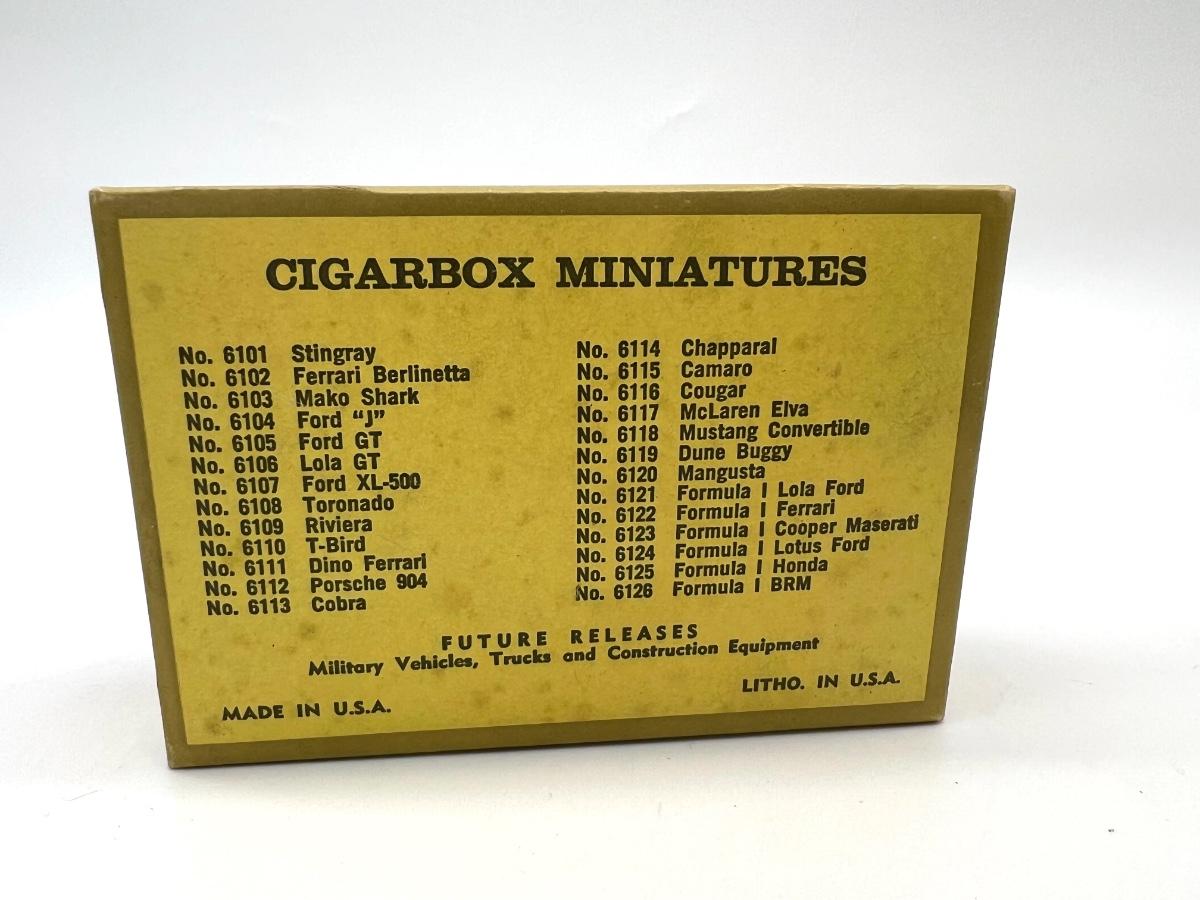 CIGARBOX MINIATURES
No. 6101 Stingray
No. 6102 Ferrari Berlinetta
No. 6103 Mako Shark
No. 6104 Ford "J"
No. 6105 Ford GT
No. 6106 Lola GT
No. 6107 Ford XL-500
No. 6108 Toronado
No. 6109 Riviera
No. 6110 T-Bird
No. 6111 Dino Ferrari
No. 6112 Porsche 904
No. 6113 Cobra
No. 6114 Chapparal
No. 6115 Camaro
No. 6116 Cougar
No. 6117 McLaren Elva
No. 6118 Mustang Convertible
No. 6119 Dune Buggy
No. 6120 Mangusta
No. 6121 Formula I Lola Ford
No. 6122 Formula I Ferrari
No. 6123 Formula I Cooper Maserati
No. 6124 Formula I Lotus Ford
No. 6125 Formula I Honda
No. 6126 Formula I BRM
FUTURE RELEASES
Military Vehicles, Trucks and Construction Equipment
MADE IN U.S.A.
LITHO. IN U.S.A.